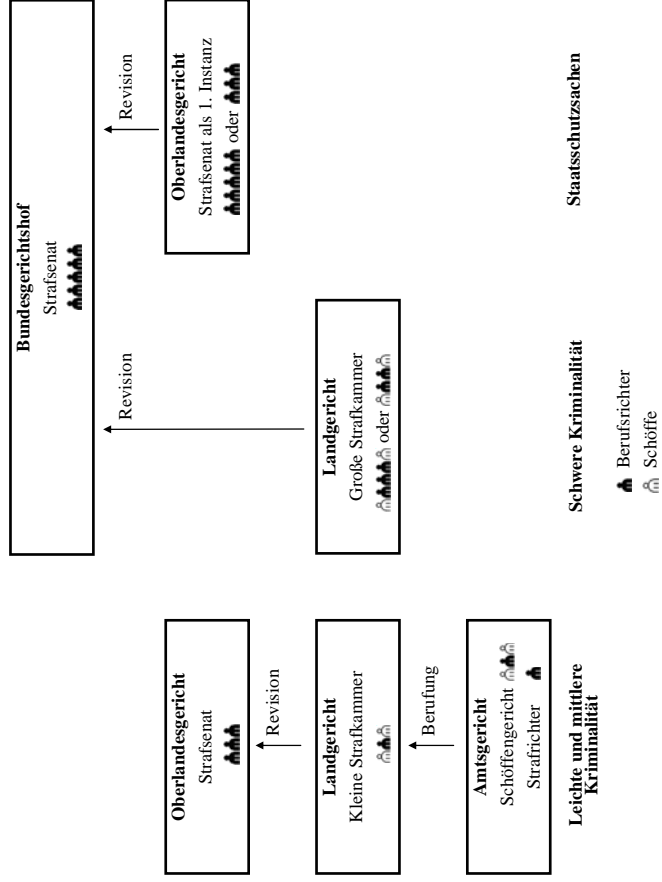 Bundesgerichtshof
Strafsenat
Revision
Revision
Oberlandesgericht
Strafsenat
Oberlandesgericht
Strafsenat als 1. Instanz
oder
Revision
Landgericht
Kleine Strafkammer
Landgericht
Große Strafkammer
oder
Berufung
Amtsgericht
Schöffengericht
Strafrichter
Leichte und mittlere
Kriminalität
Schwere Kriminalität
Staatsschutzsachen
Berufsrichter
Schöffe